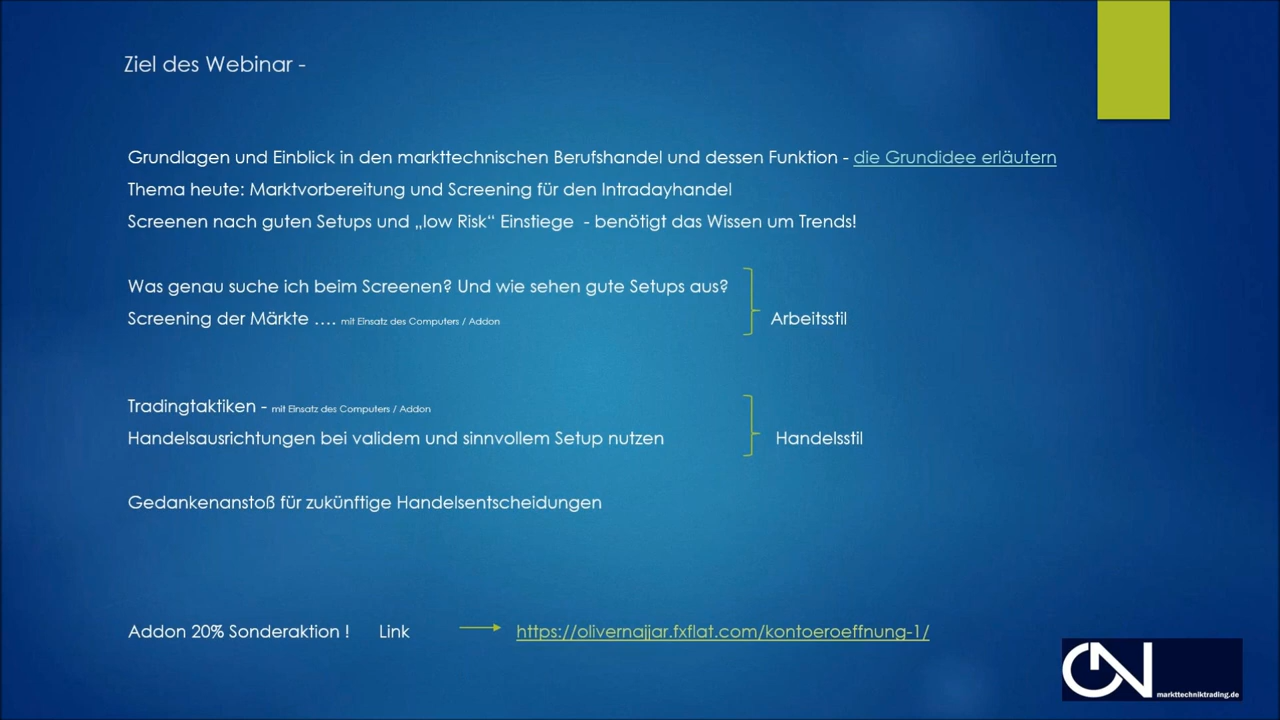 Ziel des Webinar -
Grundlagen und Einblick in den markttechnischen Berufshandel und dessen Funktion - die Grundidee erläutern
Thema heute: Marktvorbereitung und Screening für den Intradayhandel
Screenen nach guten Setups und „low Risk“ Einstiege - benötigt das Wissen um Trends!
Was genau suche ich beim Screenen? Und wie sehen gute Setups aus?
Screening der Märkte .... mit Einsatz des Computers / Addon
Arbeitsstil
Tradingtaktiken - mit Einsatz des Computers / Addon
Handelsausrichtungen bei validem und sinnvollem Setup nutzen
Handelsstil
Gedankenanstoß für zukünftige Handelsentscheidungen
Addon 20% Sonderaktion ! Link https://olivernajjar.fxflat.com/kontoeroeffnung-1/
ON
markttechniktrading.de